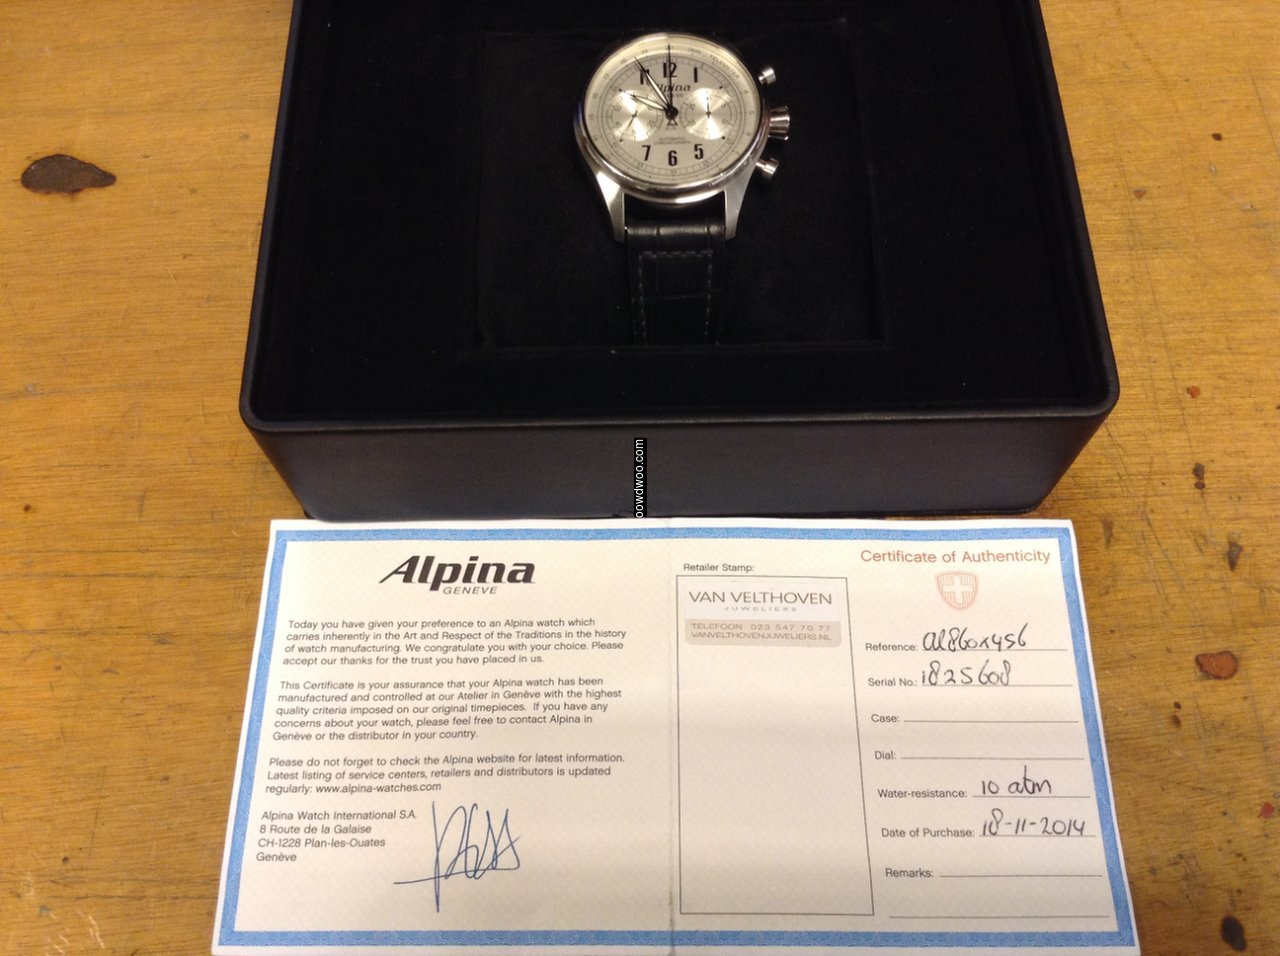 12
11
1
Alpina
GENEVE
AUTOMATIC
7
6
5
oowdwoo.com
Alpina
GENEVE
Today you have given your preference to an Alpina watch which
carries inherently in the Art and Respect of the Traditions in the history
of watch manufacturing. We congratulate you with your choice. Please
accept our thanks for the trust you have placed in us.
This Certificate is your assurance that your Alpina watch has been
manufactured and controlled at our Atelier in Genève with the highest
quality criteria imposed on our original timepieces. If you have any
concerns about your watch, please feel free to contact Alpina in
Genève or the distributor in your country.
Please do not forget to check the Alpina website for latest information.
Latest listing of service centers, retailers and distributors is updated
regularly: www.alpina-watches.com
Alpina Watch International S.A.
8 Route de la Galaise
CH-1228 Plan-les-Ouates
Genève
Retailer Stamp:
VAN VELTHOVEN
JUWELIERS
TELEFOON 023 547 70 77
VANVELTHOVENJUWELIERS.NL
Certificate of Authenticity
Reference: al860x4s6
Serial No.: 1825608
Case:
Dial:
Water-resistance: 10 atm
Date of Purchase: 18-11-2014
Remarks: